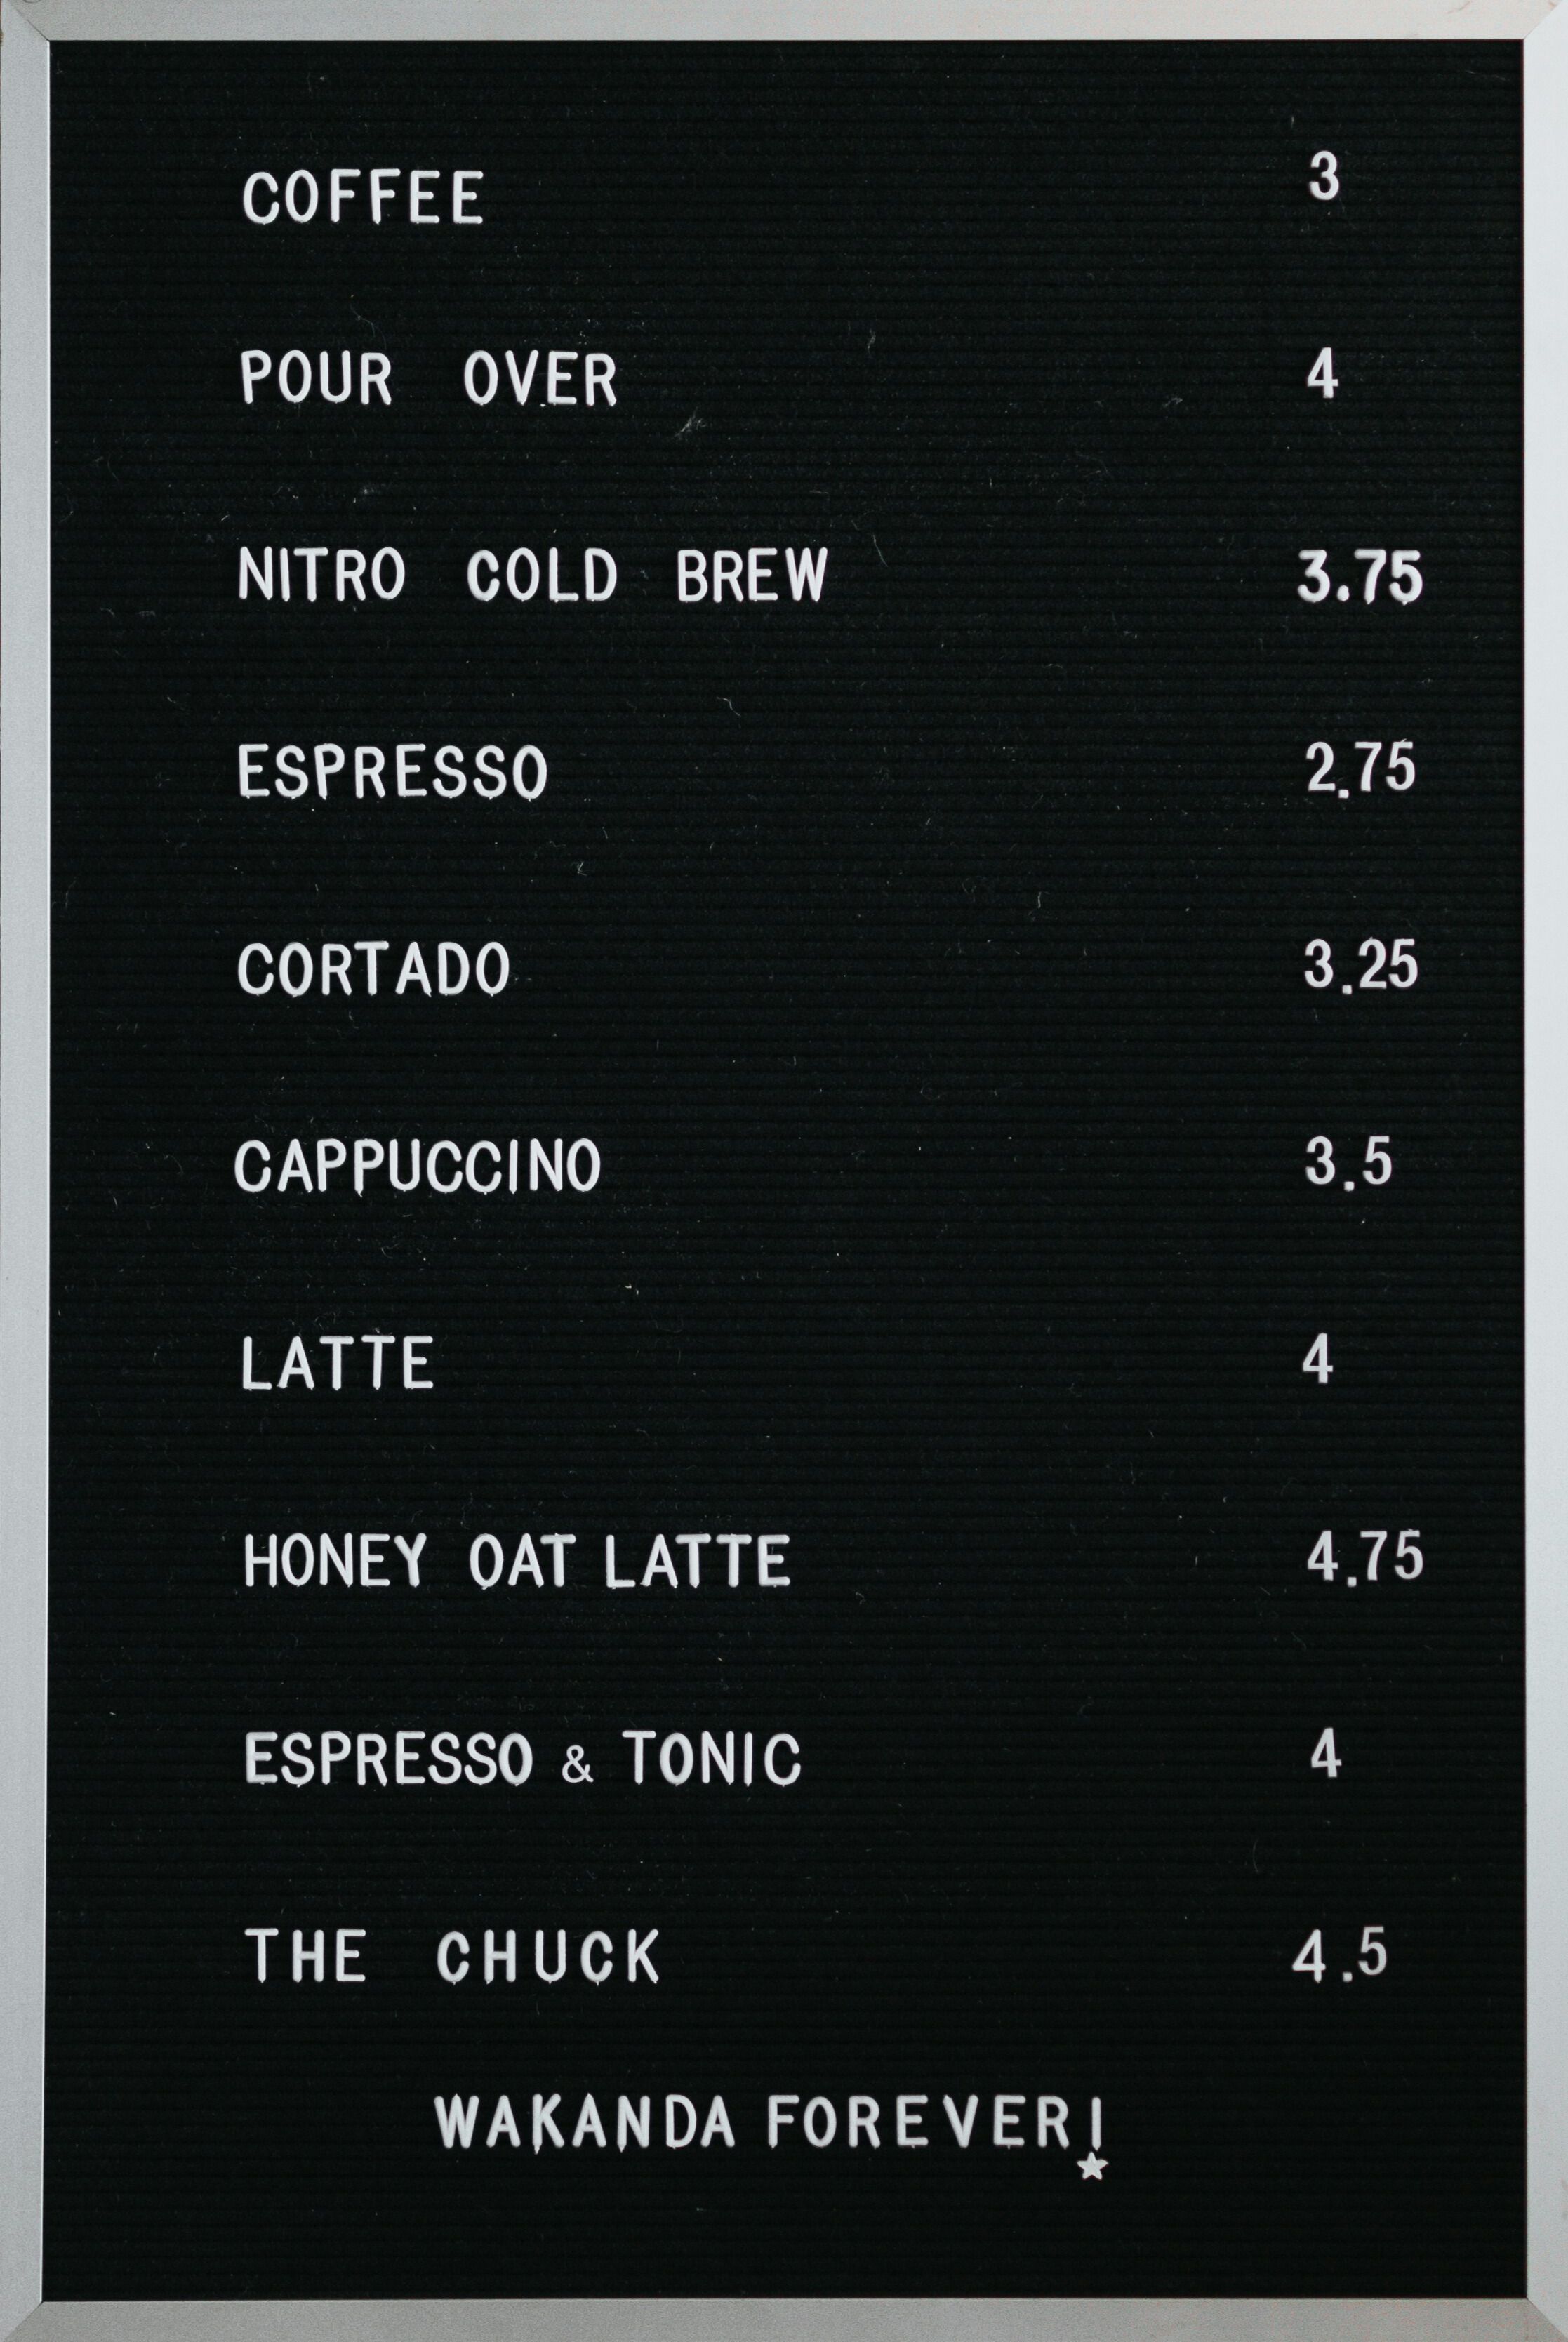 COFFEE 3
POUR OVER 4
NITRO COLD BREW 3.75
ESPRESSO 2.75
CORTADO 3.25
CAPPUCCINO 3.5
LATTE 4
HONEY OAT LATTE 4.75
ESPRESSO & TONIC 4
THE CHUCK 4.5
WAKANDA FOREVER!